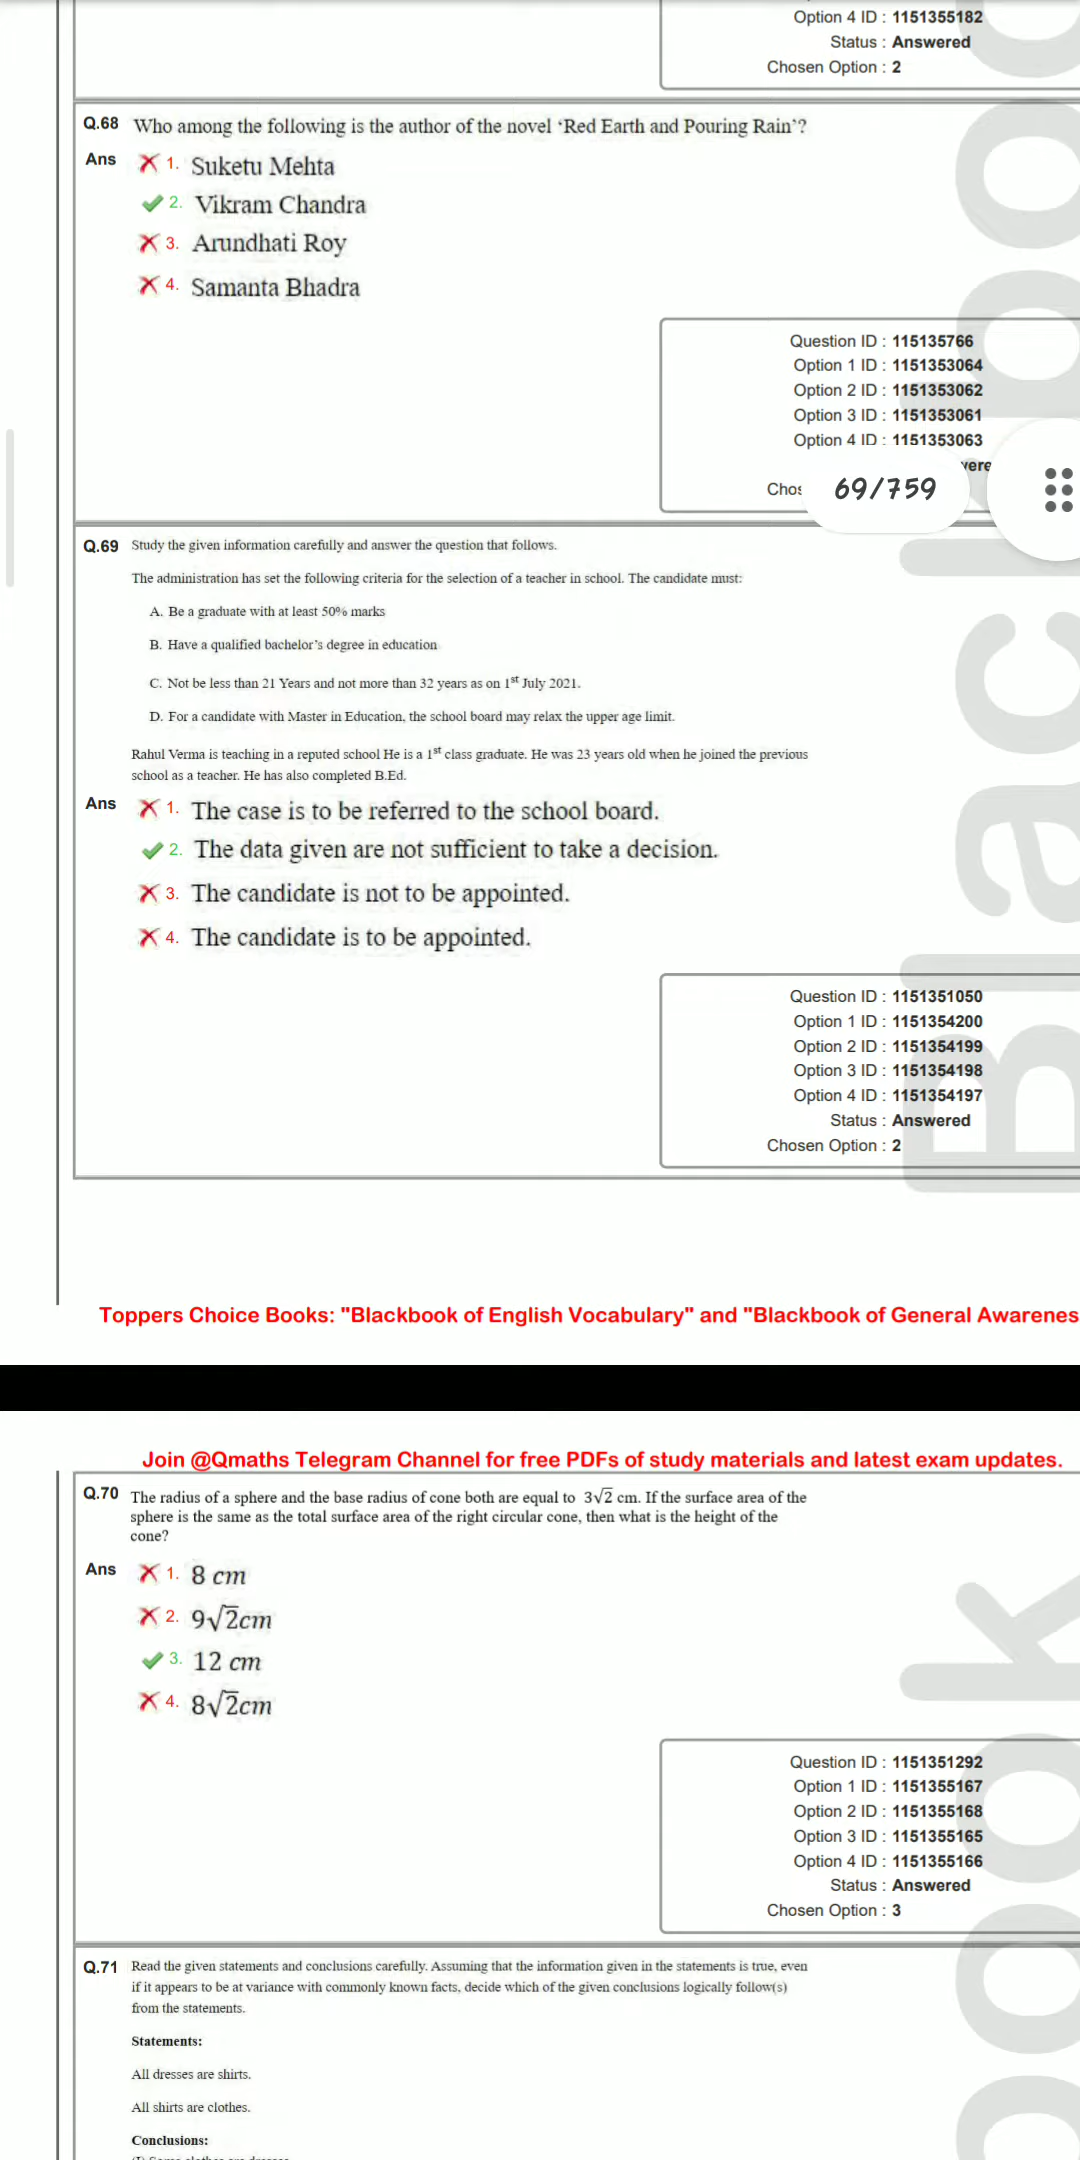 Option 4 ID : 1151355182
Status : Answered
Chosen Option : 2
Q.68 Who among the following is the author of the novel ‘Red Earth and Pouring Rain’?
Ans 1. Suketu Mehta
2. Vikram Chandra
3. Arundhati Roy
4. Samanta Bhadra
Question ID : 115135766
Option 1 ID : 1151353064
Option 2 ID : 1151353062
Option 3 ID : 1151353061
Option 4 ID : 1151353063
69/759
Q.69 Study the given information carefully and answer the question that follows.
The administration has set the following criteria for the selection of a teacher in school. The candidate must:
A. Be a graduate with at least 50% marks
B. Have a qualified bachelor’s degree in education
C. Not be less than 21 Years and not more than 32 years as on 1st July 2021.
D. For a candidate with Master in Education, the school board may relax the upper age limit.
Rahul Verma is teaching in a reputed school He is a 1st class graduate. He was 23 years old when he joined the previous
school as a teacher. He has also completed B.Ed.
Ans 1. The case is to be referred to the school board.
2. The data given are not sufficient to take a decision.
3. The candidate is not to be appointed.
4. The candidate is to be appointed.
Question ID : 1151351050
Option 1 ID : 1151354200
Option 2 ID : 1151354199
Option 3 ID : 1151354198
Option 4 ID : 1151354197
Status : Answered
Chosen Option : 2
Toppers Choice Books: "Blackbook of English Vocabulary" and "Blackbook of General Awarenes
Join @Qmaths Telegram Channel for free PDFs of study materials and latest exam updates.
Q.70 The radius of a sphere and the base radius of cone both are equal to 3√2 cm. If the surface area of the
sphere is the same as the total surface area of the right circular cone, then what is the height of the
cone?
Ans 1. 8 cm
2. 9√2cm
3. 12 cm
4. 8√2cm
Question ID : 1151351292
Option 1 ID : 1151355167
Option 2 ID : 1151355168
Option 3 ID : 1151355165
Option 4 ID : 1151355166
Status : Answered
Chosen Option : 3
Q.71 Read the given statements and conclusions carefully. Assuming that the information given in the statements is true, even
if it appears to be at variance with commonly known facts, decide which of the given conclusions logically follow(s)
from the statements.
Statements:
All dresses are shirts.
All shirts are clothes.
Conclusions: